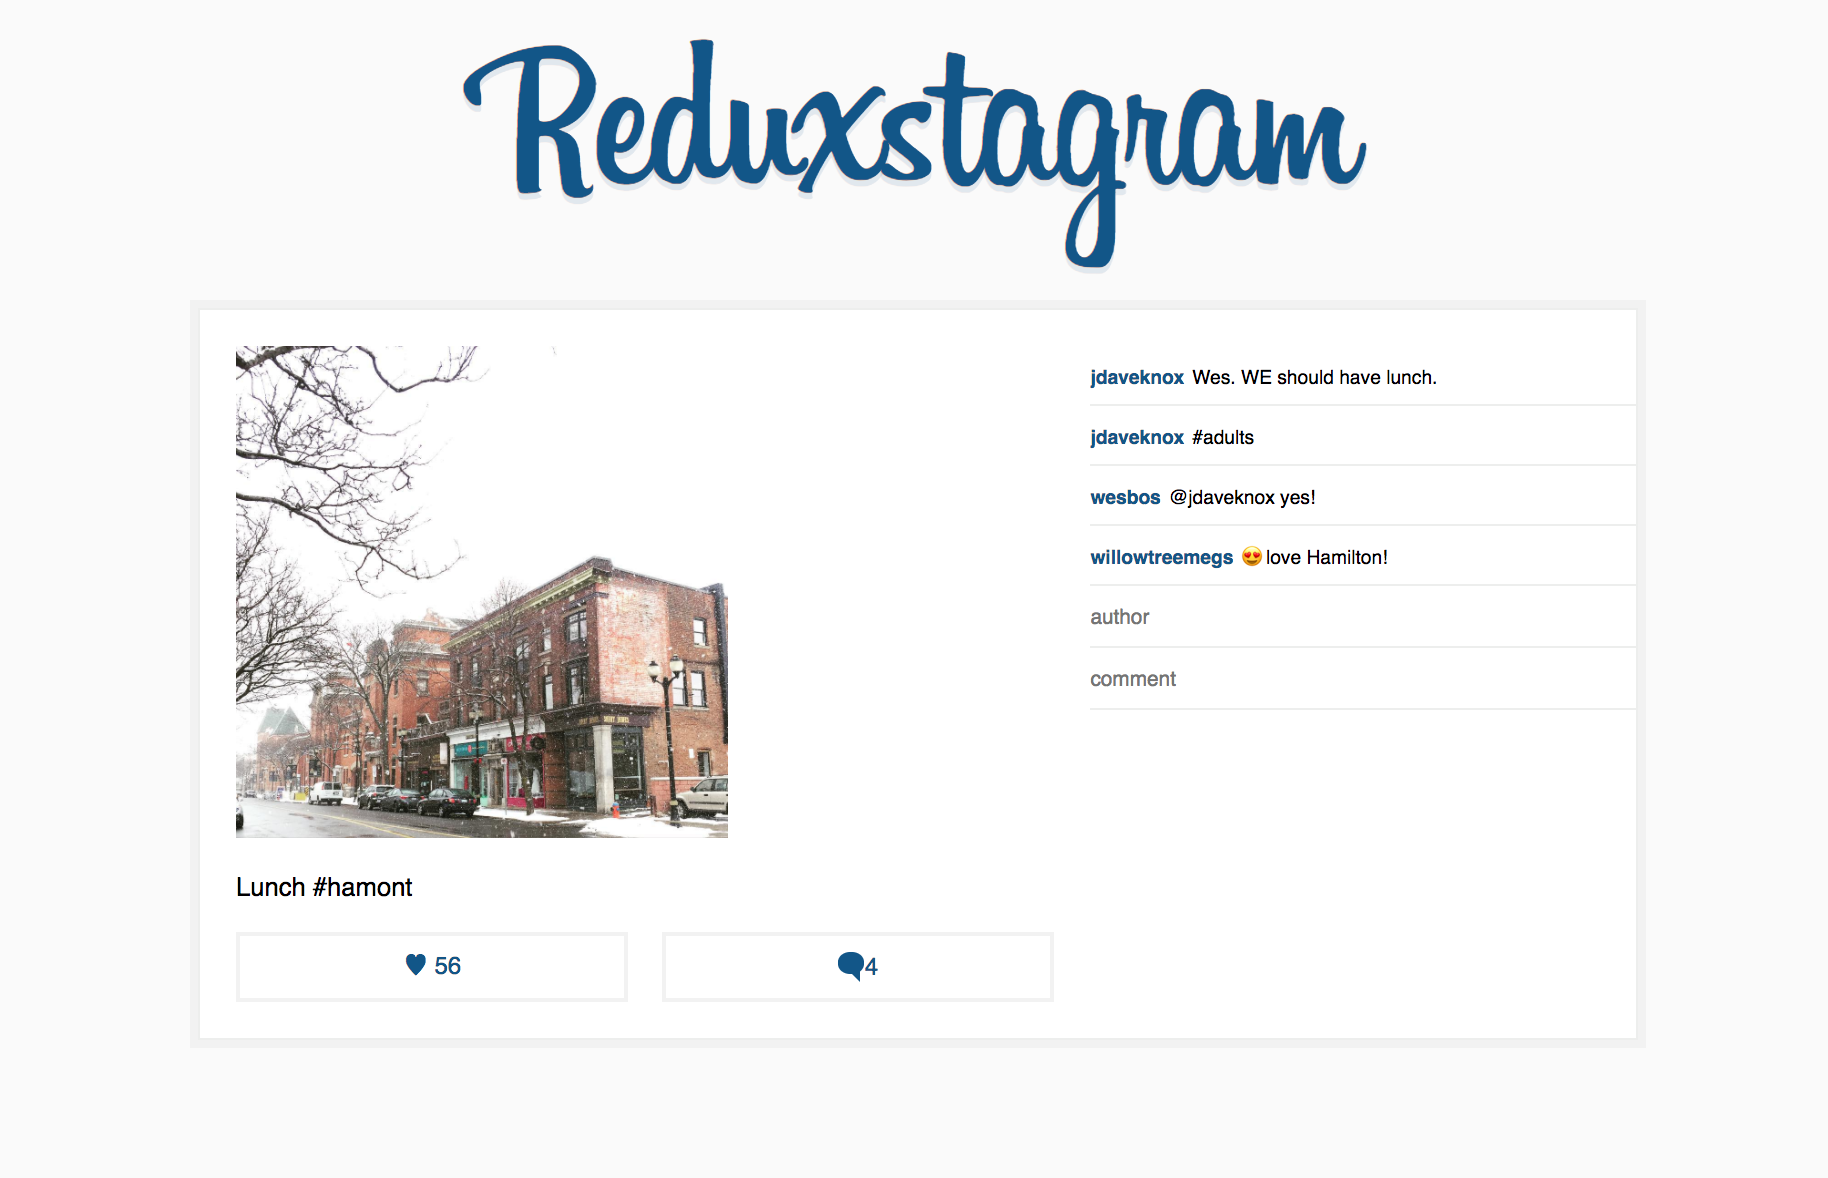 Reduxstagram
jdaveknox Wes. WE should have lunch.
jdaveknox #adults
wesbos @jdaveknox yes!
willowtreemegs 😍love Hamilton!
author
comment
Lunch #hamont
56
4